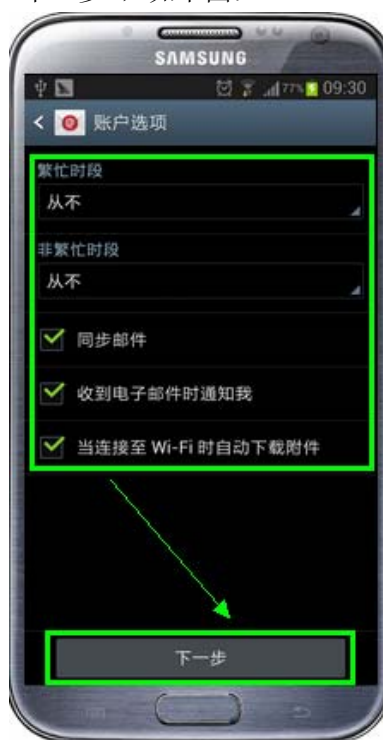 SAMSUNG
77% 09:30
< 账户选项
繁忙时段
从不
非繁忙时段
从不
同步邮件
收到电子邮件时通知我
当连接至 Wi-Fi 时自动下载附件
下一步